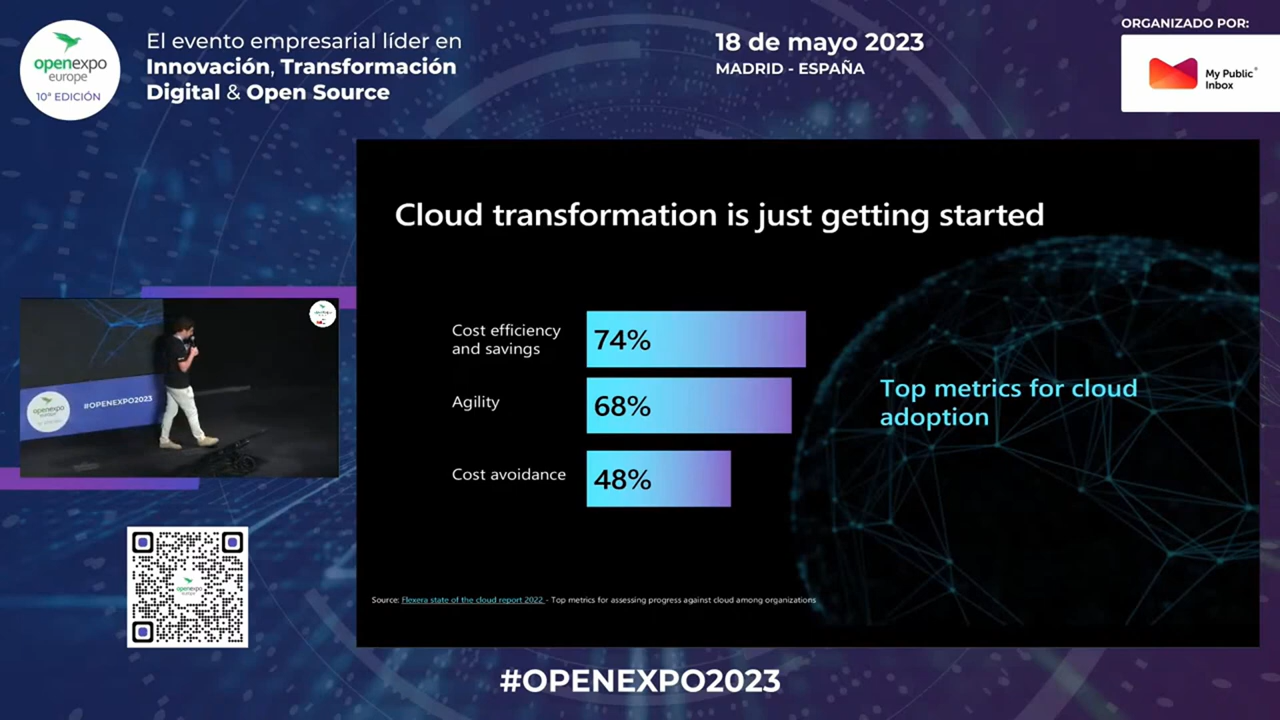 openexpo
europe
10ª EDICIÓN
El evento empresarial líder en
Innovación, Transformación
Digital & Open Source
18 de mayo 2023
MADRID - ESPAÑA
ORGANIZADO POR:
My Public
Inbox
Cloud transformation is just getting started
Cost efficiency
and savings
74%
Agility
68%
Cost avoidance
48%
Top metrics for cloud
adoption
Source: Flexera state of the cloud report 2022 - Top metrics for assessing progress against cloud among organizations
openexpo
#OPENEXPO2023
openexpo
europe
#OPENEXPO2023